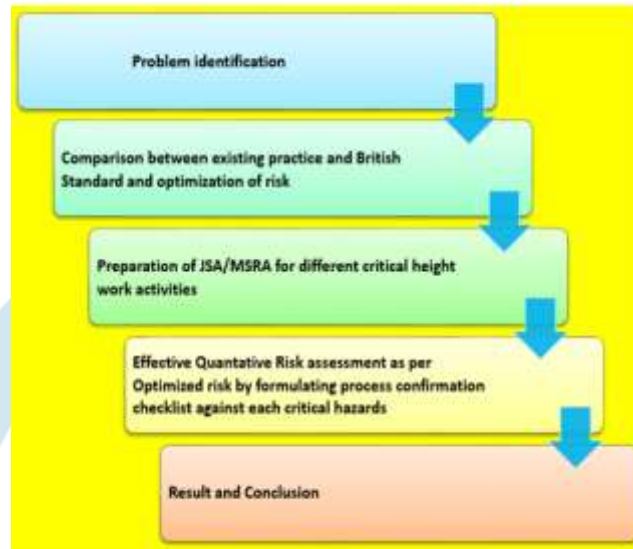 Problem identification
Comparison between existing practice and British
Standard and optimization of risk
Preparation of JSA/MSRA for different critical height
work activities
Effective Quantative Risk assessment as per
Optimized risk by formulating process confirmation
checklist against each critical hazards
Result and Conclusion